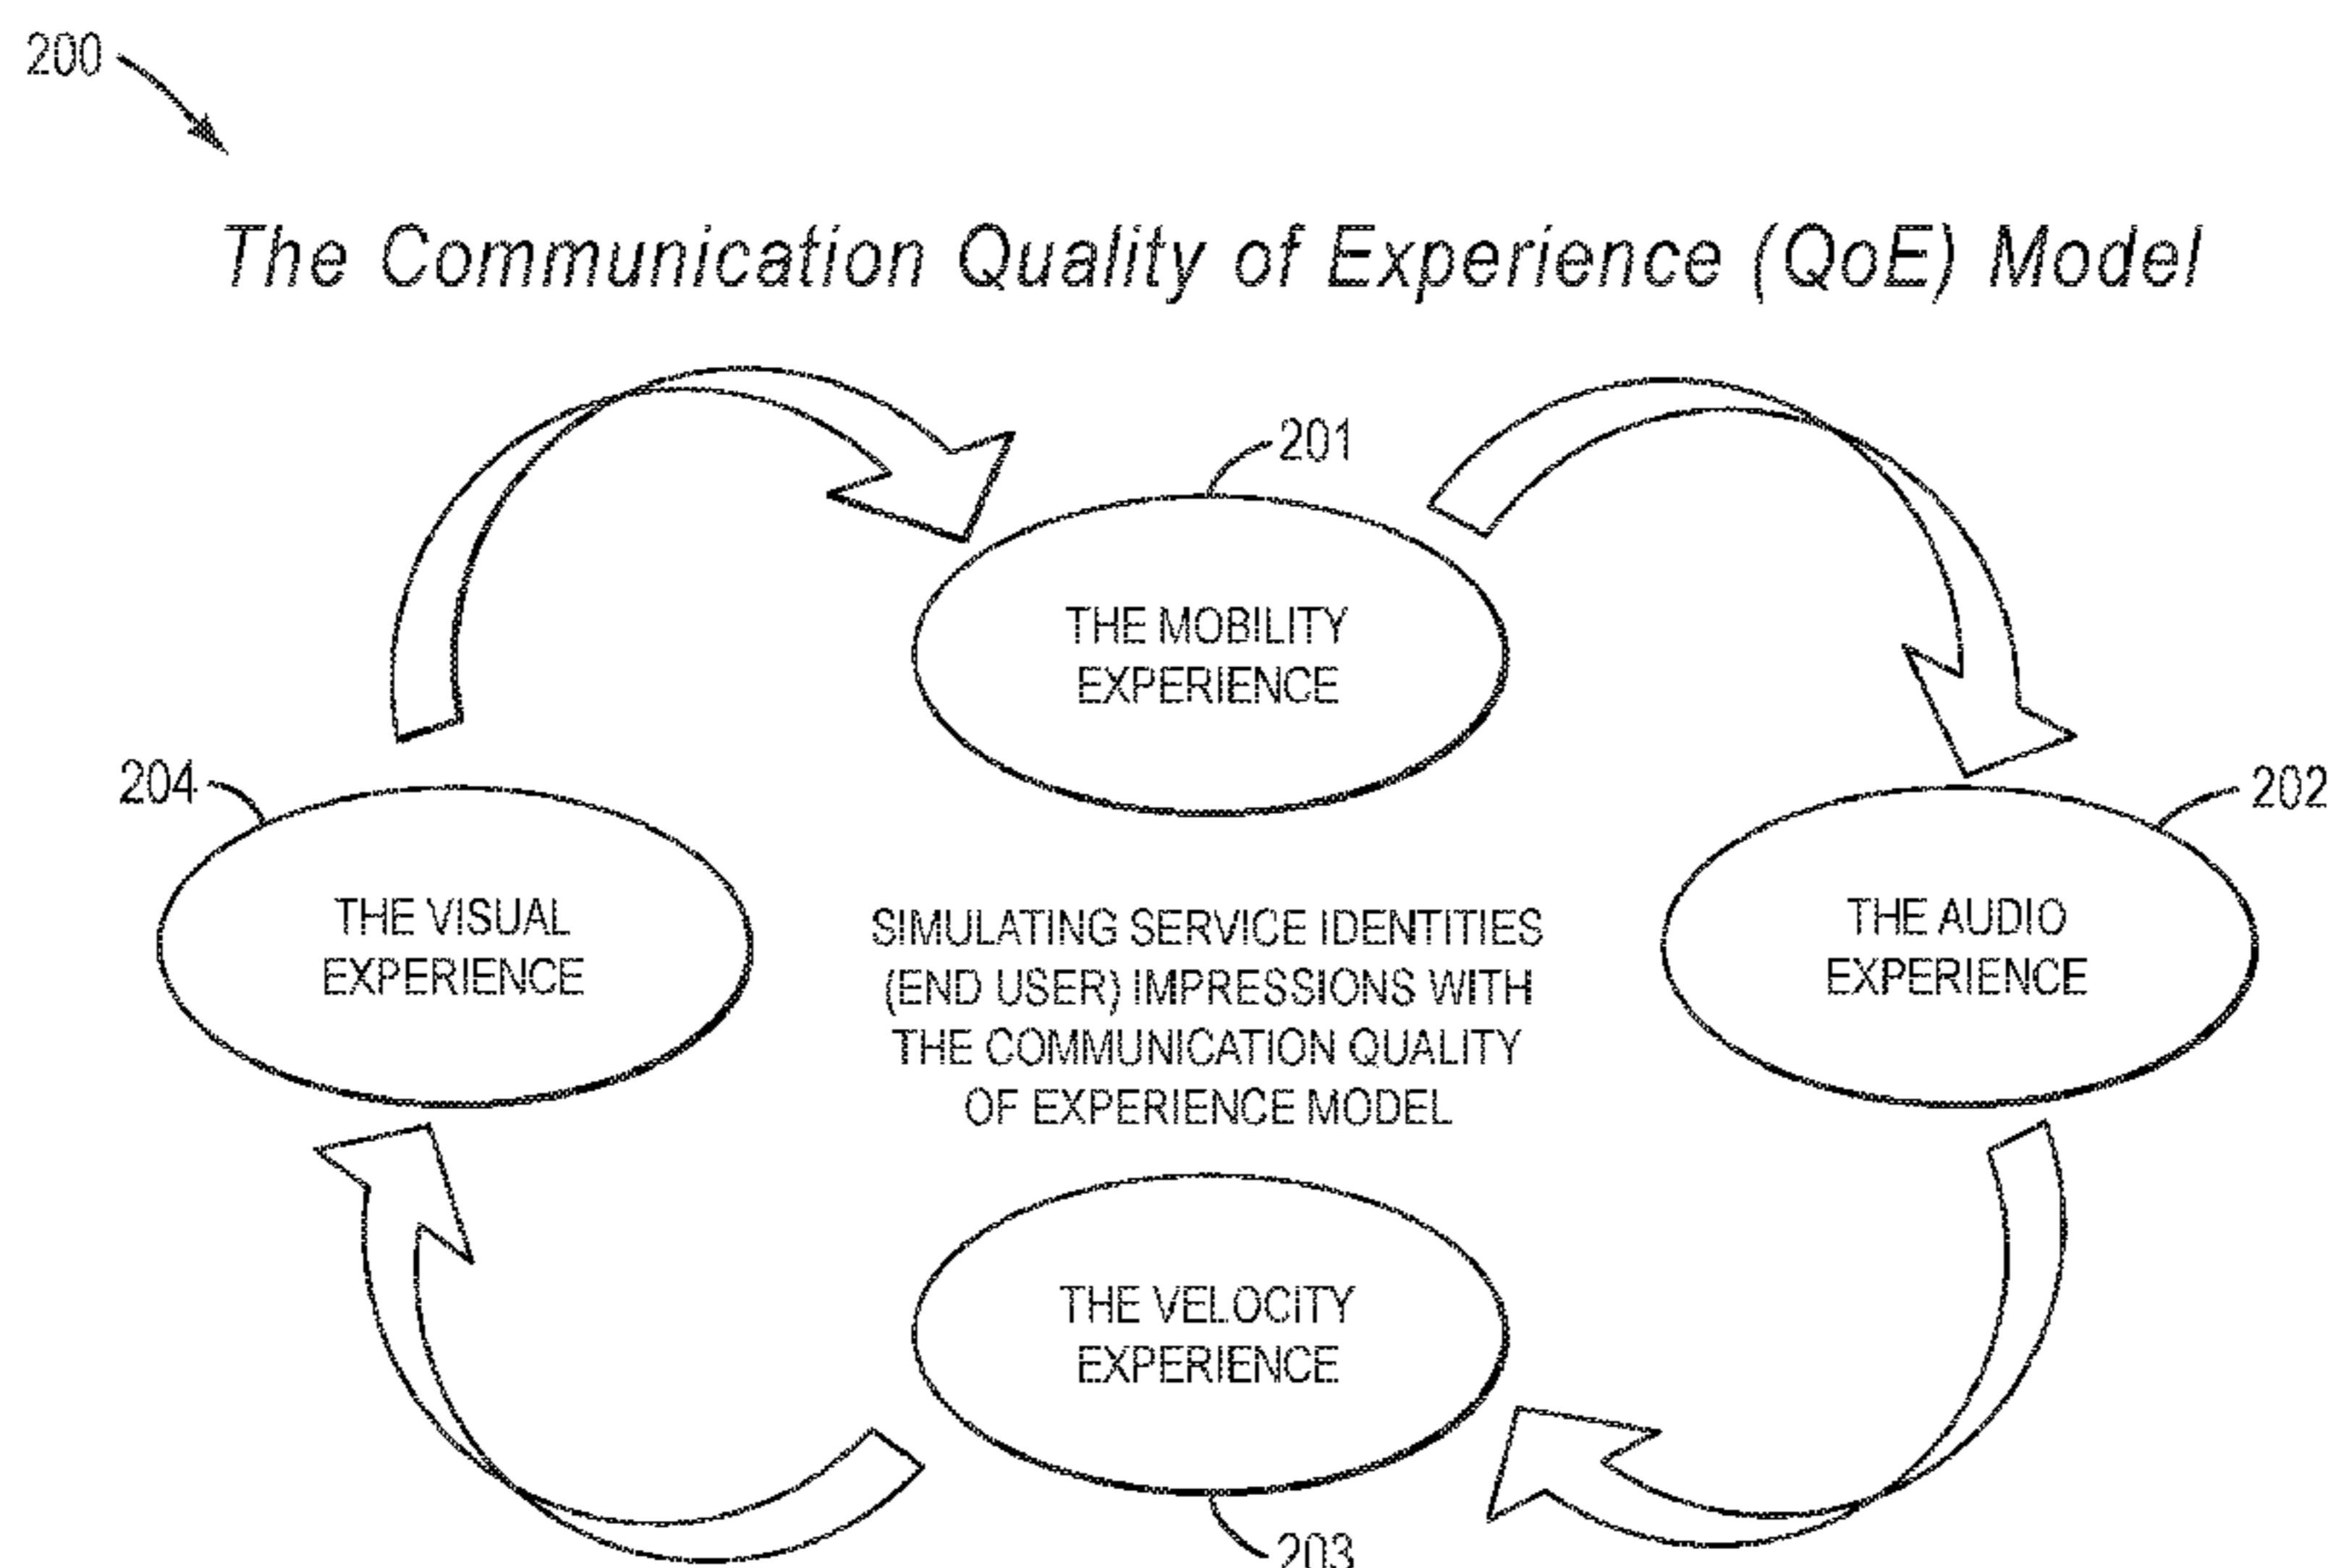 200
The Communication Quality of Experience (QoE) Model
201
THE MOBILITY
EXPERIENCE
204
202
THE VISUAL
EXPERIENCE
SIMULATING SERVICE IDENTITIES
(END USER) IMPRESSIONS WITH
THE COMMUNICATION QUALITY
OF EXPERIENCE MODEL
THE AUDIO
EXPERIENCE
THE VELOCITY
EXPERIENCE
203